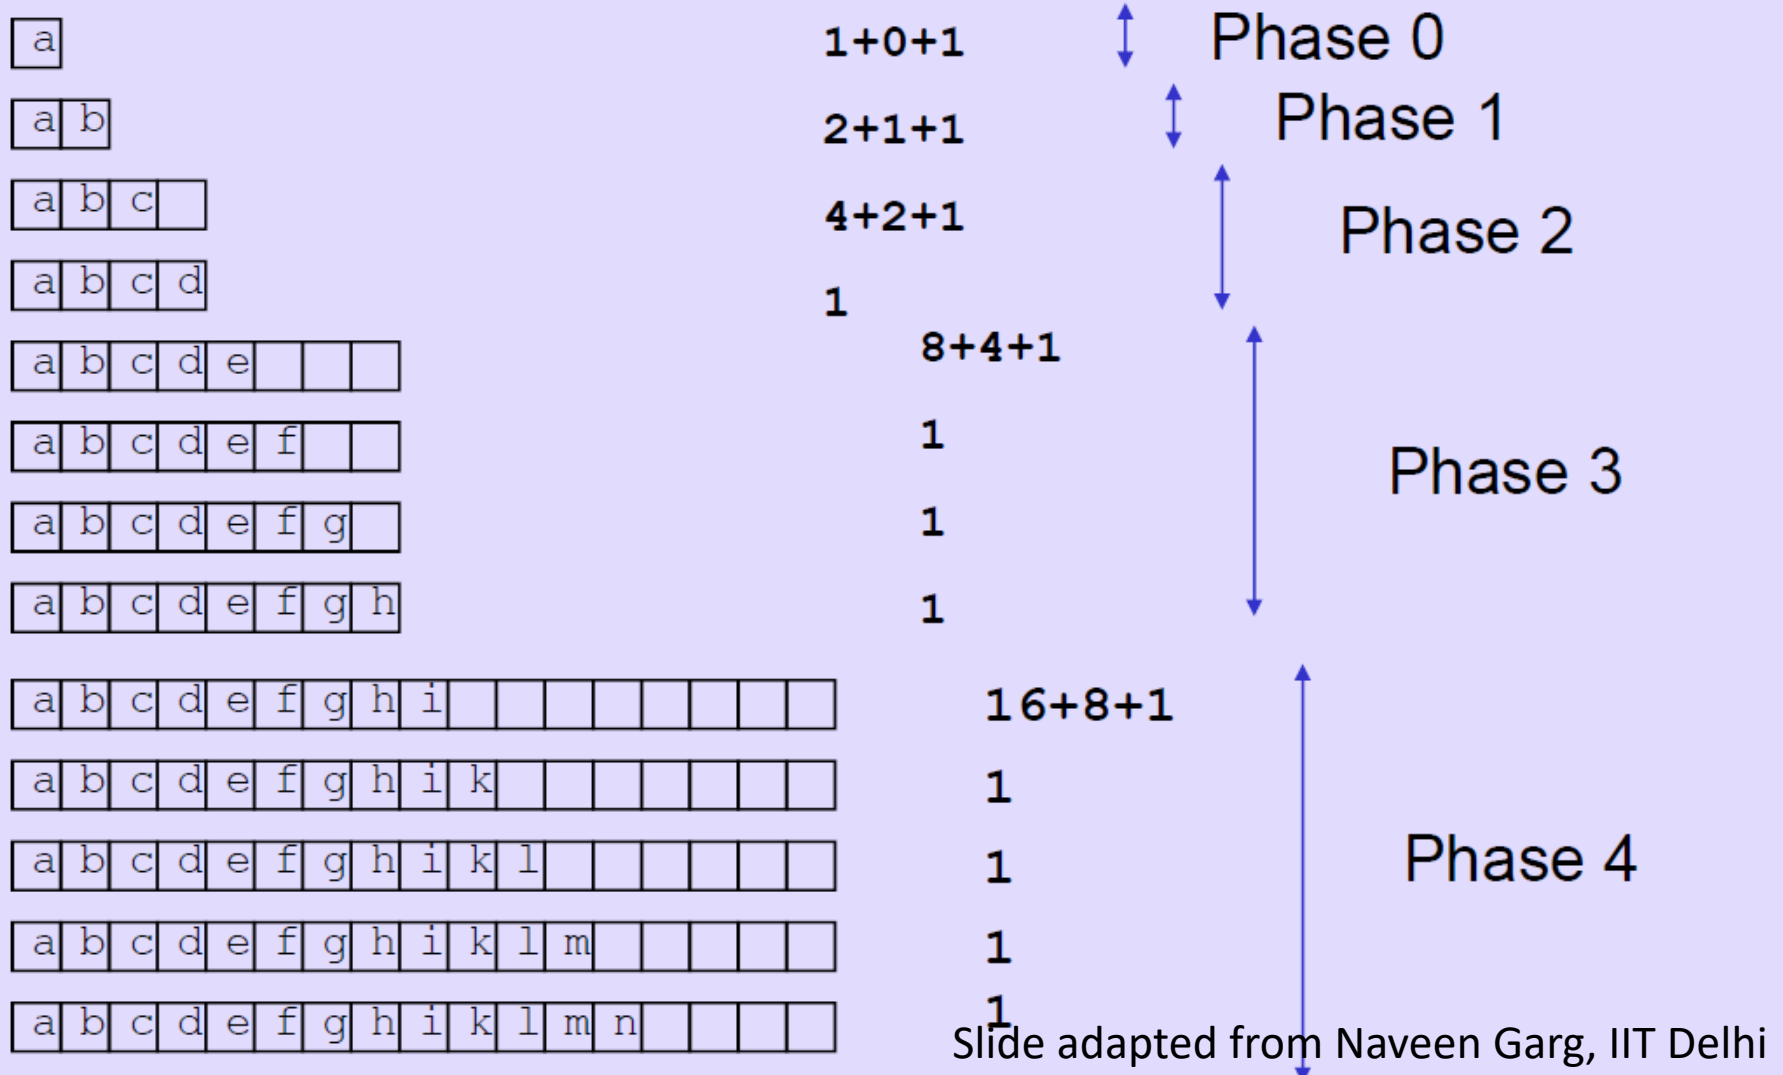 a 1+0+1 Phase 0
a b 2+1+1 Phase 1
a b c 4+2+1 Phase 2
a b c d 1
a b c d e 8+4+1
a b c d e f 1
Phase 3
a b c d e f g 1
a b c d e f g h 1
a b c d e f g h i 16+8+1
a b c d e f g h i k 1
a b c d e f g h i k l 1 Phase 4
a b c d e f g h i k l m 1
a b c d e f g h i k l m n 1
Slide adapted from Naveen Garg, IIT Delhi